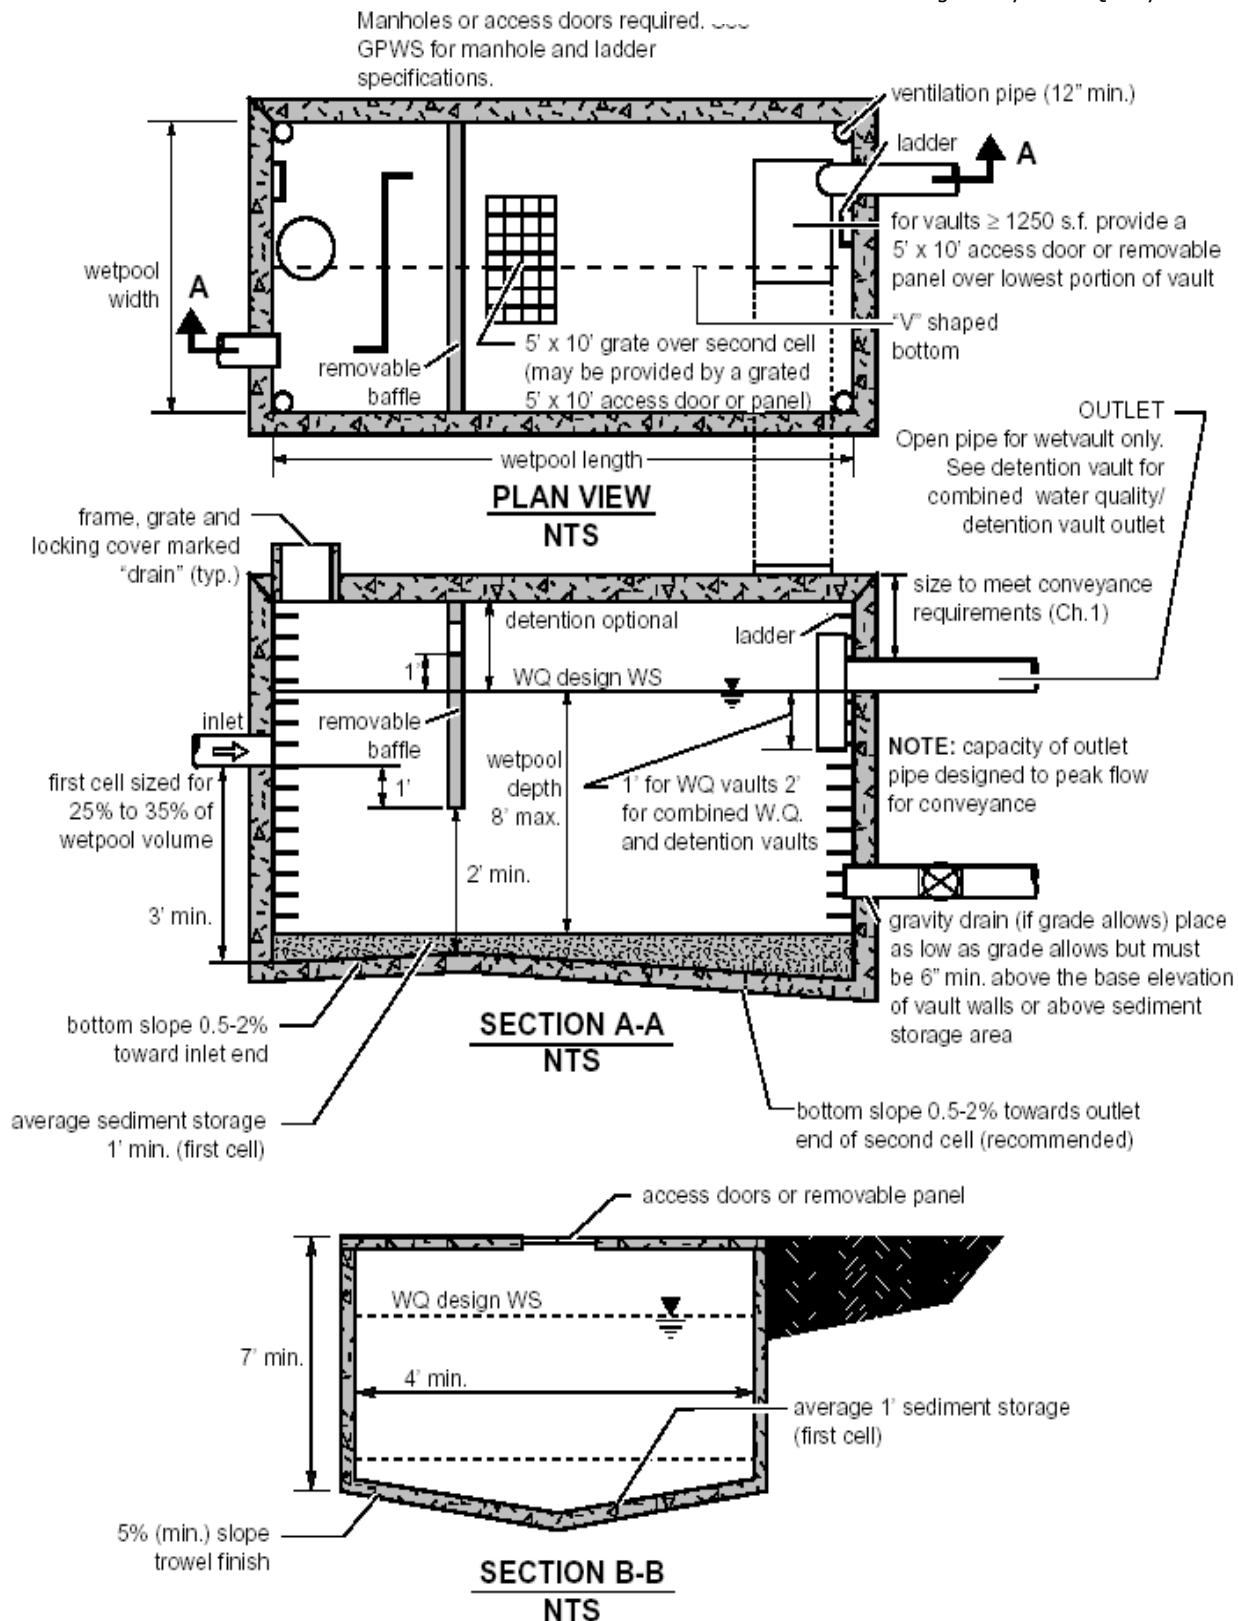 Manholes or access doors required.
GPWS for manhole and ladder
specifications.
ventilation pipe (12" min.)
ladder
A
for vaults ≥ 1250 s.f. provide a
5' x 10' access door or removable
panel over lowest portion of vault
wetpool
width
A
"V" shaped
bottom
removable
baffle
5' x 10' grate over second cell
(may be provided by a grated
5' x 10' access door or panel)
OUTLET
Open pipe for wetvault only.
See detention vault for
combined water quality/
detention vault outlet
wetpool length
PLAN VIEW
NTS
frame, grate and
locking cover marked
"drain" (typ.)
size to meet conveyance
requirements (Ch.1)
detention optional
ladder
1'
WQ design WS
inlet
removable
baffle
wetpool
depth
8' max.
NOTE: capacity of outlet
pipe designed to peak flow
for conveyance
first cell sized for
25% to 35% of
wetpool volume
1'
1' for WQ vaults 2'
for combined W.Q.
and detention vaults
2' min.
3' min.
gravity drain (if grade allows) place
as low as grade allows but must
be 6" min. above the base elevation
of vault walls or above sediment
storage area
bottom slope 0.5-2%
toward inlet end
SECTION A-A
NTS
average sediment storage
1' min. (first cell)
bottom slope 0.5-2% towards outlet
end of second cell (recommended)
access doors or removable panel
WQ design WS
7' min.
4' min.
average 1' sediment storage
(first cell)
5% (min.) slope
trowel finish
SECTION B-B
NTS